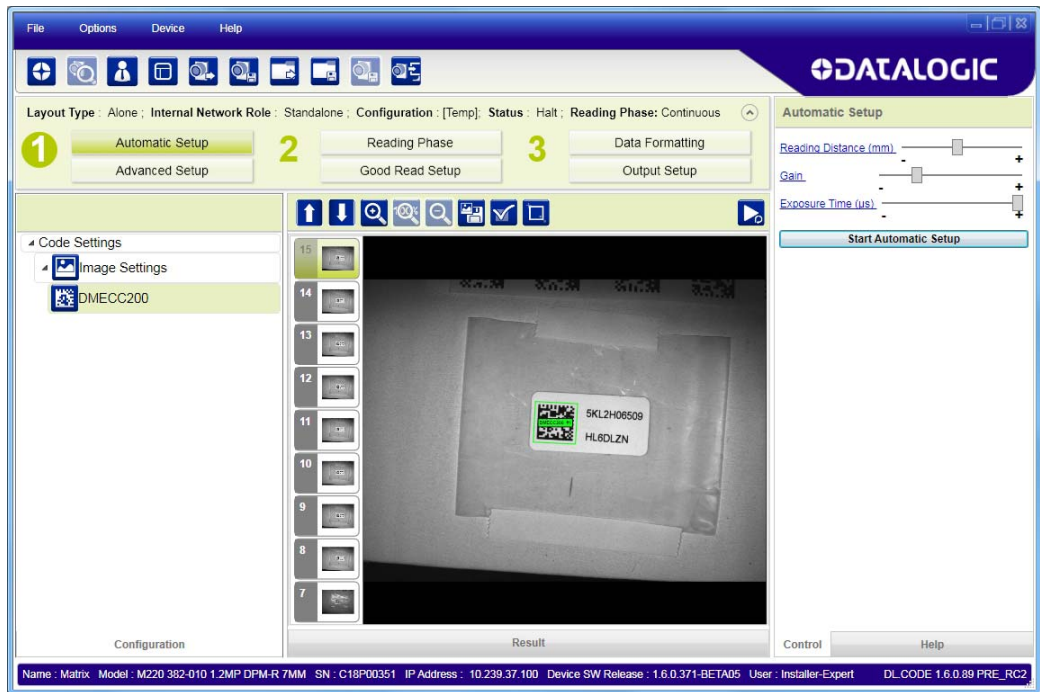 File Options Device Help
DATALOGIC
Layout Type : Alone ; Internal Network Role : Standalone ; Configuration : [Temp]; Status : Halt ; Reading Phase: Continuous
1 Automatic Setup 2 Reading Phase 3 Data Formatting
Advanced Setup Good Read Setup Output Setup
Automatic Setup
Reading Distance (mm)
- +
Gain
- +
Exposure Time (µs)
- +
Start Automatic Setup
Code Settings
Image Settings
DMECC200
100%
15
14
13
12
11
10
9
8
7
5KL2H06509
HL6DLZN
Configuration
Result
Control Help
Name : Matrix Model : M220 382-010 1.2MP DPM-R 7MM SN : C18P00351 IP Address : 10.239.37.100 Device SW Release : 1.6.0.371-BETA05 User : Installer-Expert DL.CODE 1.6.0.89 PRE_RC2